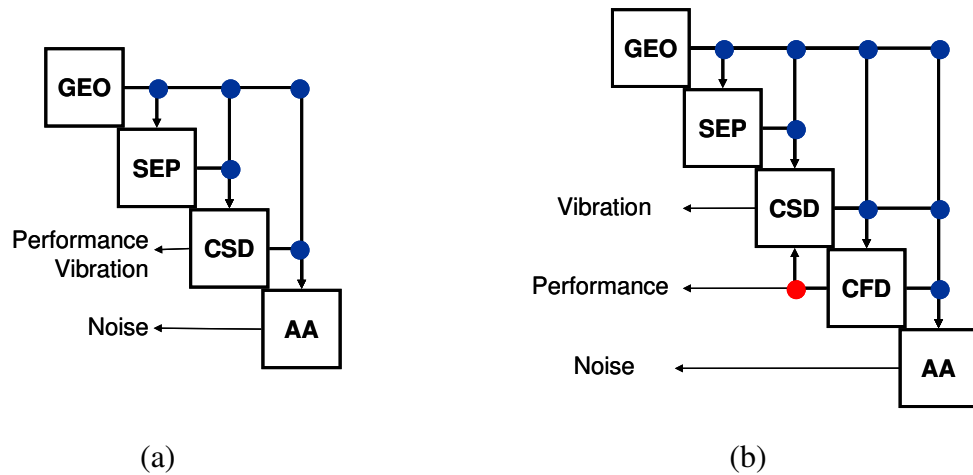 GEO
SEP
CSD
Performance
Vibration
Noise
AA
(a)
GEO
SEP
Vibration
CSD
Performance
CFD
Noise
AA
(b)